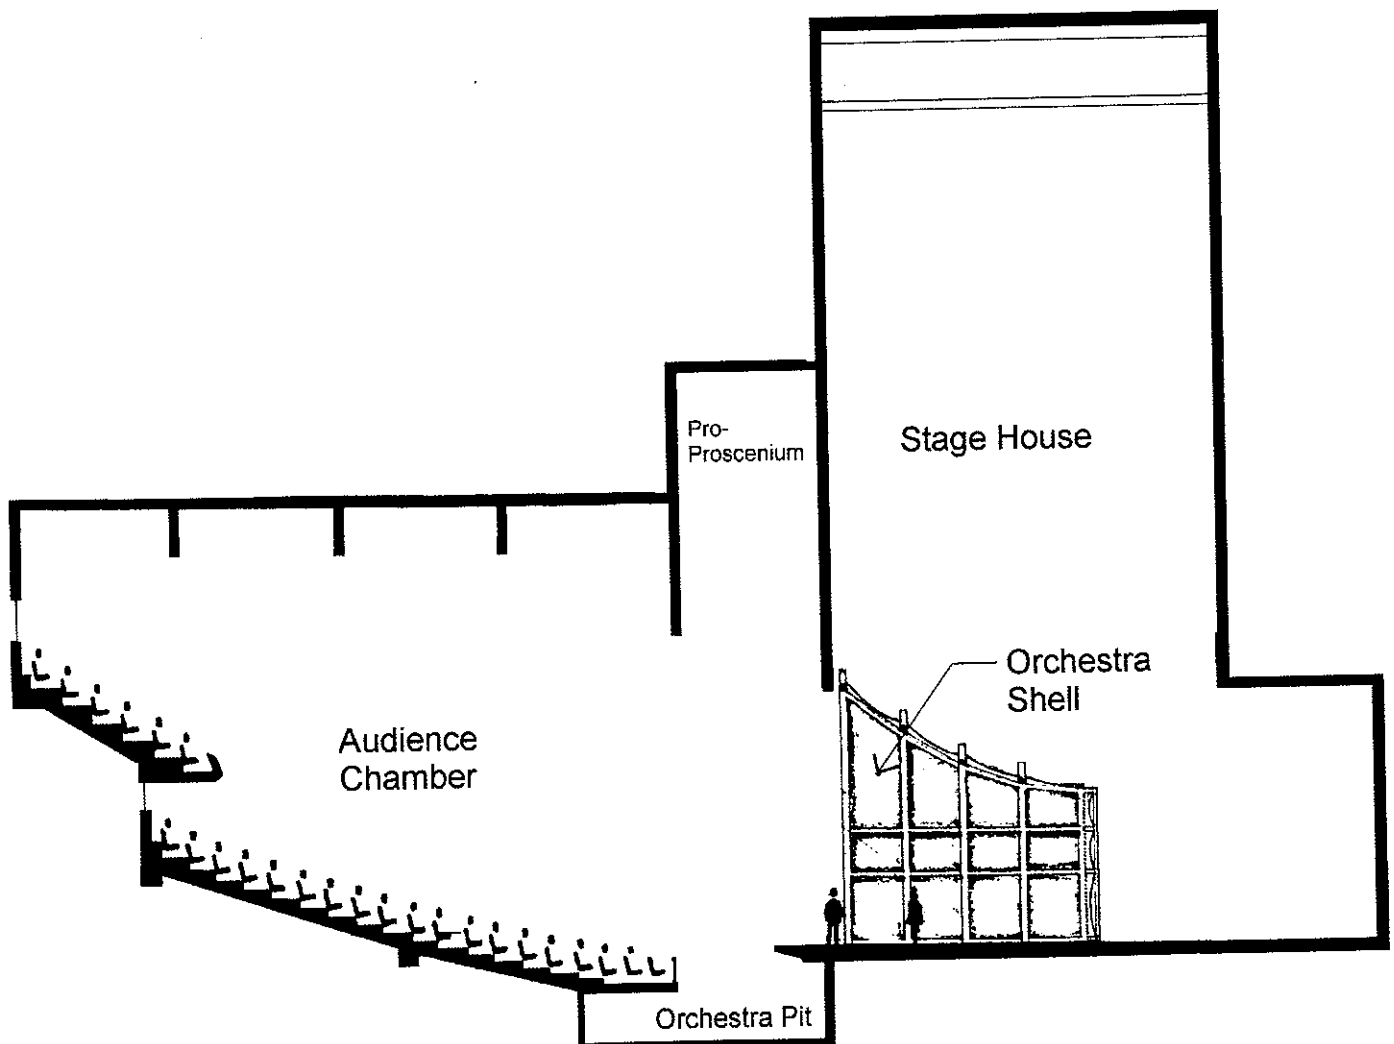 Pro-
Proscenium
Stage House
Orchestra
Shell
Audience
Chamber
Orchestra Pit